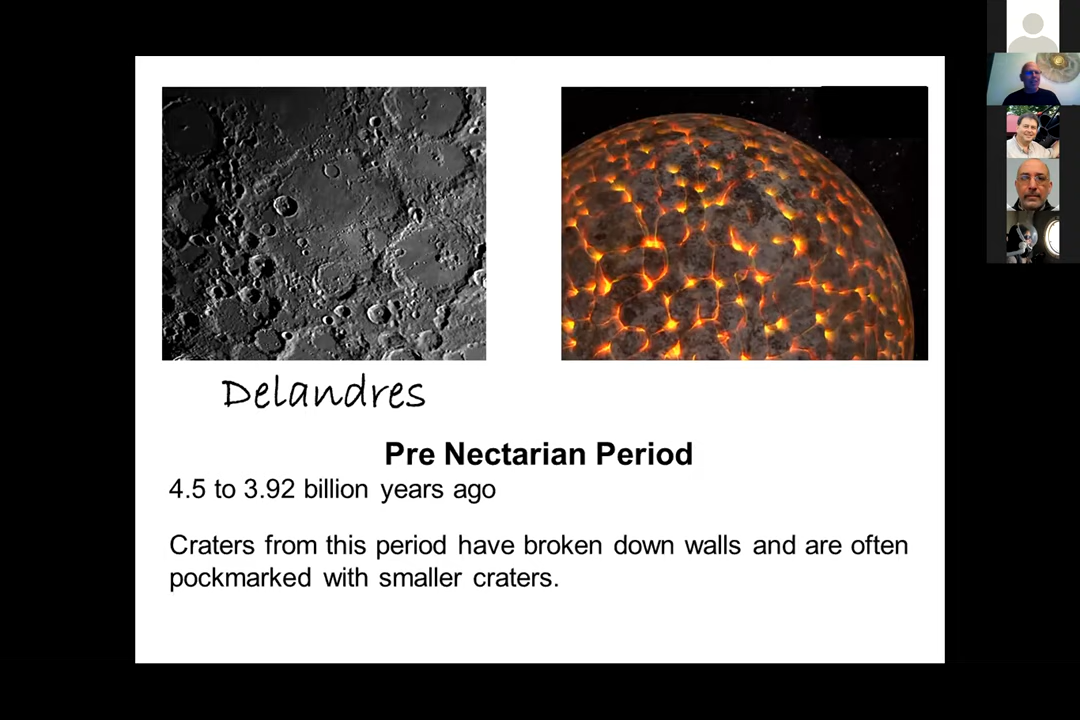 Delandres
Pre Nectarian Period
4.5 to 3.92 billion years ago
Craters from this period have broken down walls and are often
pockmarked with smaller craters.